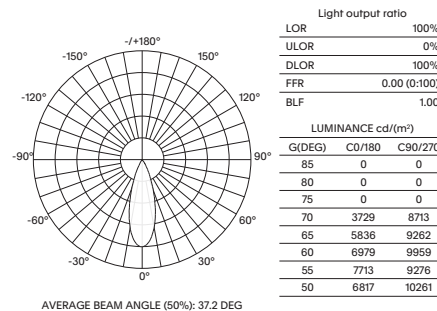 -/+180°
-150°
150°
-120°
120°
-90°
90°
-60°
60°
-30°
30°
0°
AVERAGE BEAM ANGLE (50%): 37.2 DEG
Light output ratio
LOR 100%
ULOR 0%
DLOR 100%
FFR 0.00 (0:100)
BLF 1.00
LUMINANCE cd/(m²)
G(DEG) C0/180 C90/270
85 0 0
80 0 0
75 0 0
70 3729 8713
65 5836 9262
60 6979 9959
55 7713 9276
50 6817 10261